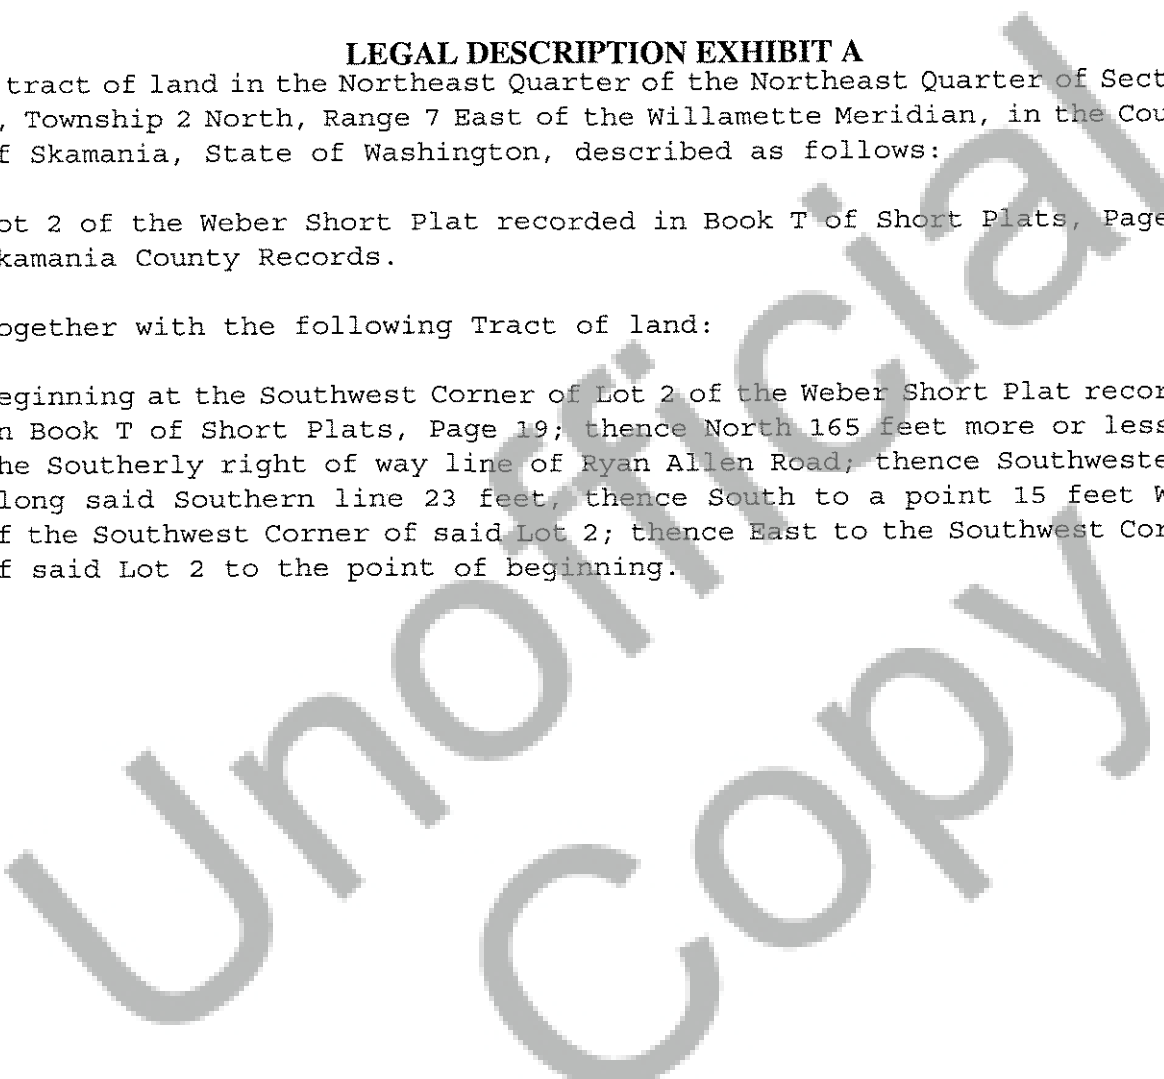 LEGAL DESCRIPTION EXHIBIT A
tract of land in the Northeast Quarter of the Northeast Quarter of Sect
, Township 2 North, Range 7 East of the Willamette Meridian, in the Cou
f Skamania, State of Washington, described as follows:
ot 2 of the Weber Short Plat recorded in Book T of Short Plats, Page
kamania County Records.
ogether with the following Tract of land:
eginning at the Southwest Corner of Lot 2 of the Weber Short Plat recor
n Book T of Short Plats, Page 19; thence North 165 feet more or less
he Southerly right of way line of Ryan Allen Road; thence Southweste
long said Southern line 23 feet, thence South to a point 15 feet W
f the Southwest Corner of said Lot 2; thence East to the Southwest Cor
f said Lot 2 to the point of beginning.
Unofficial
Copy